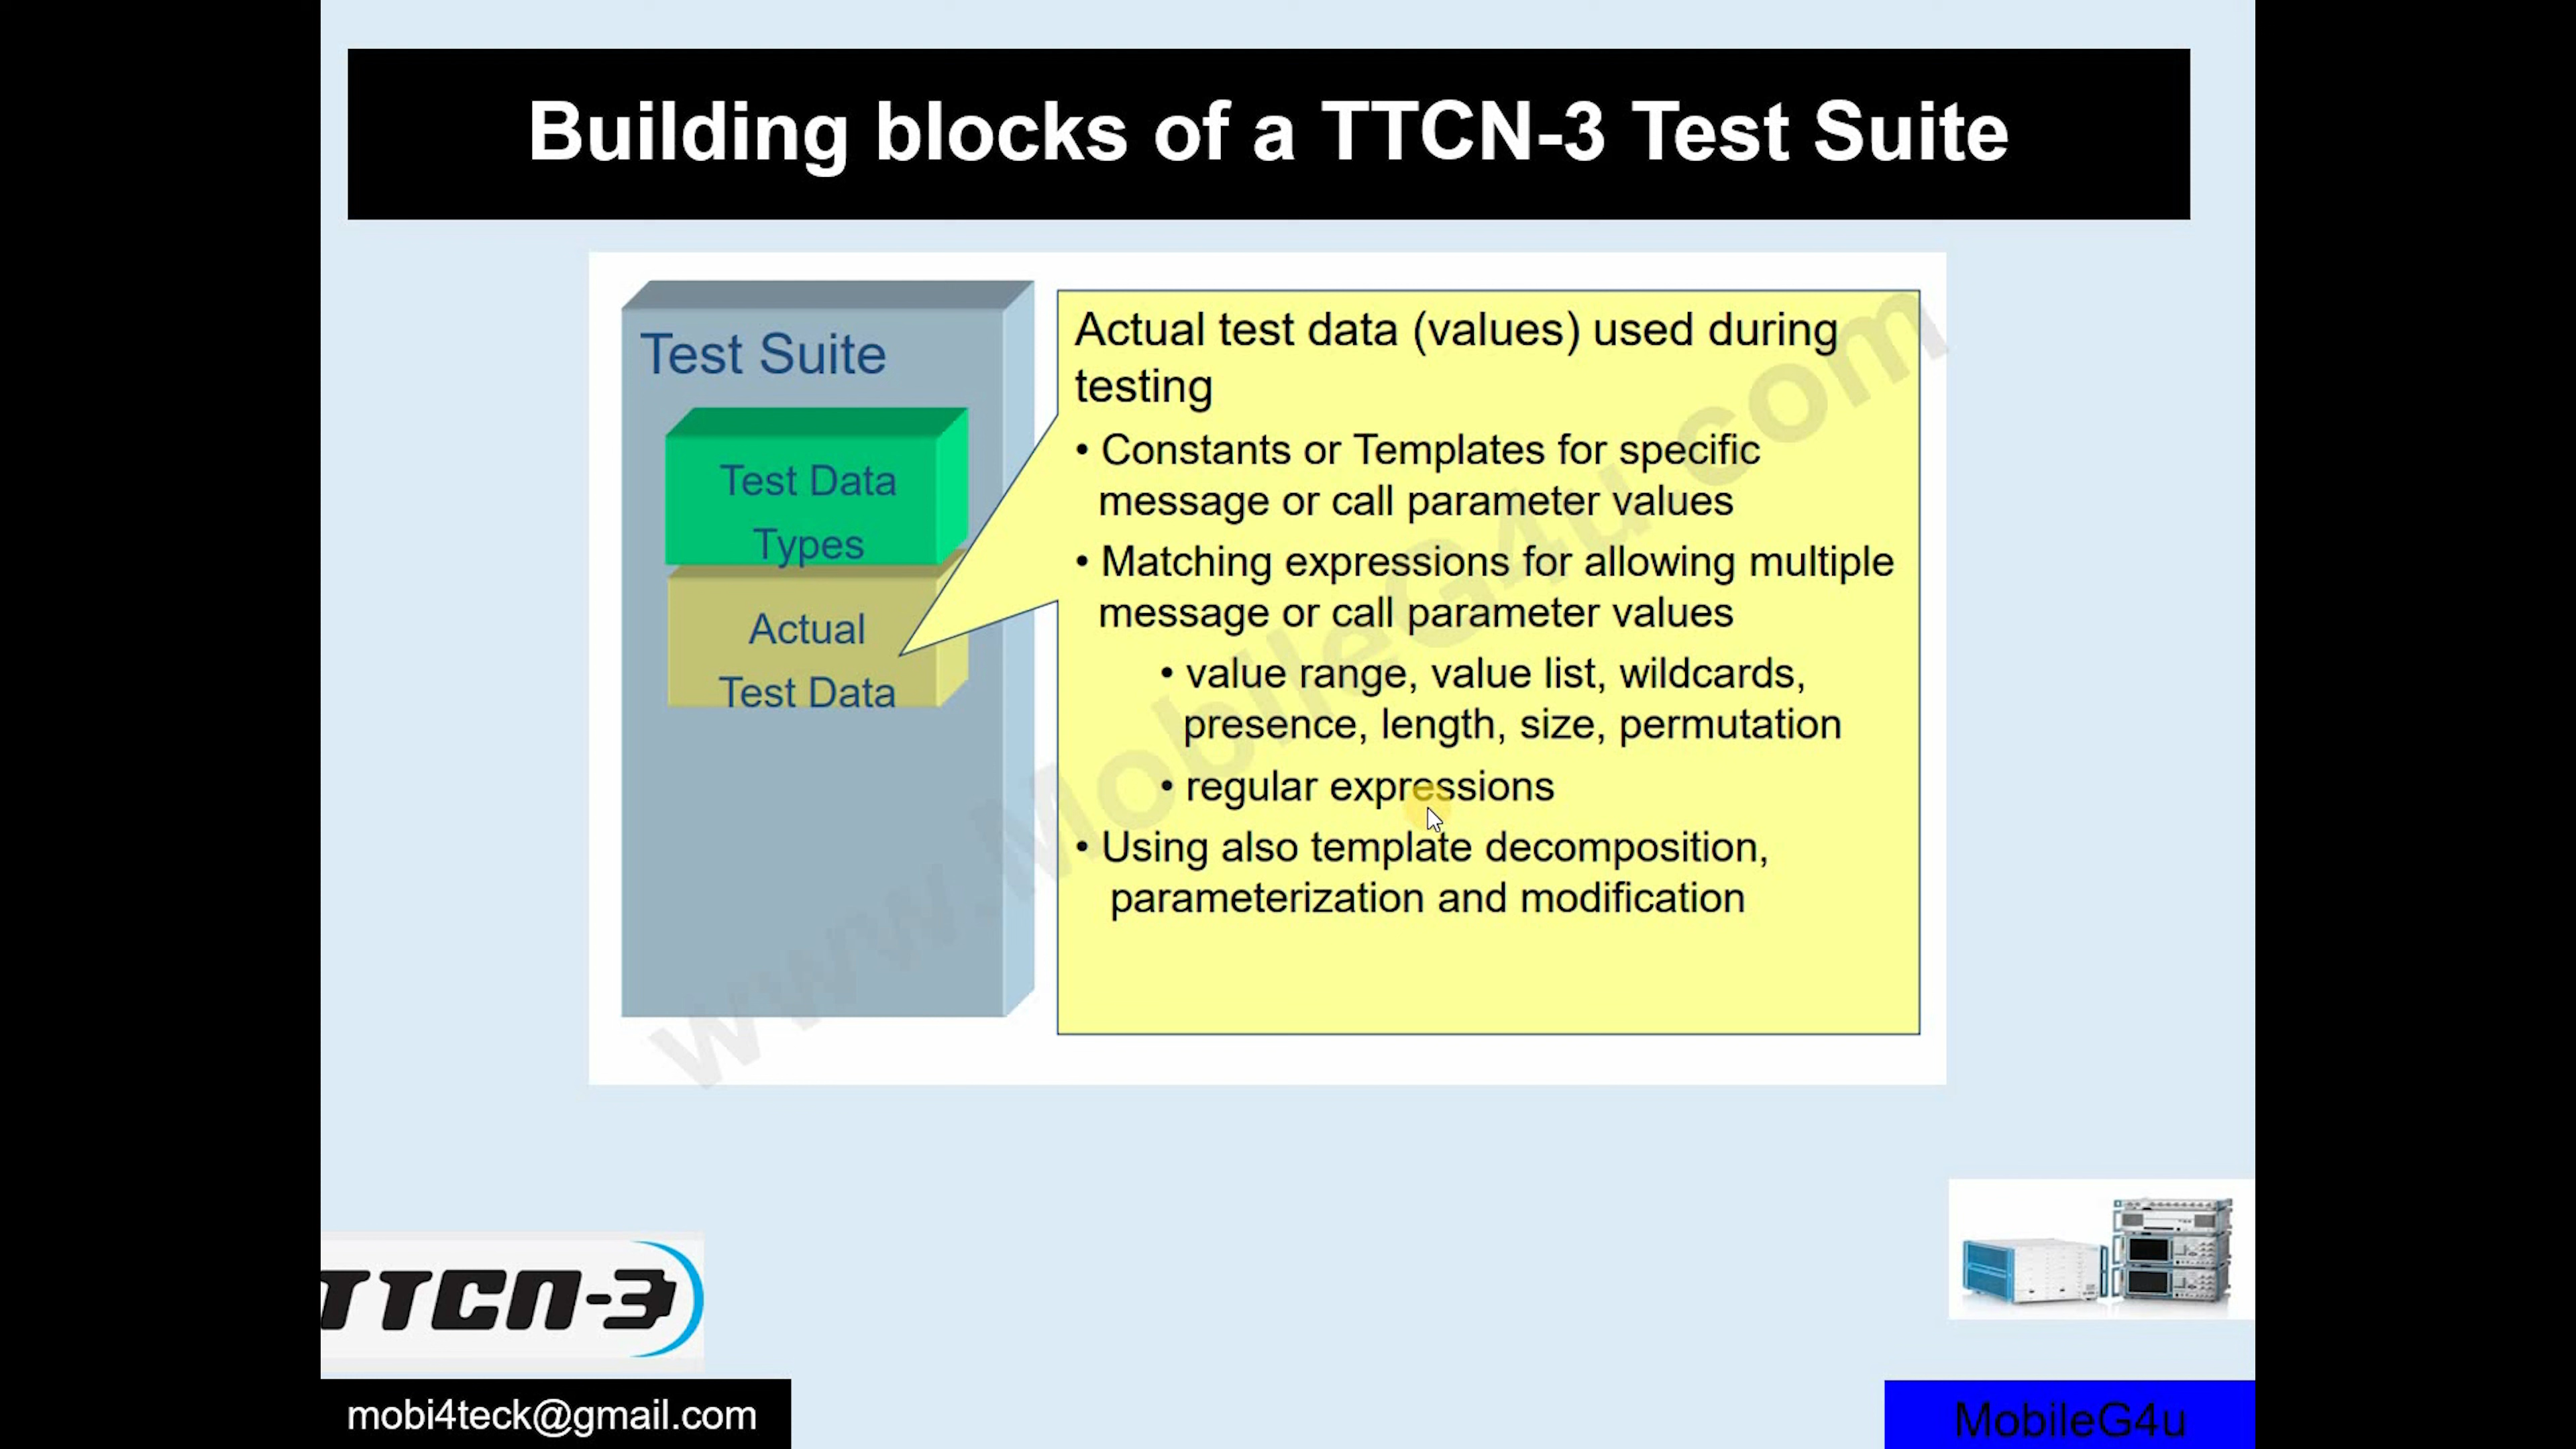 Building blocks of a TTCN-3 Test Suite
Test Suite
Test Data
Types
Actual
Test Data
Actual test data (values) used during
testing
• Constants or Templates for specific
message or call parameter values
• Matching expressions for allowing multiple
message or call parameter values
• value range, value list, wildcards,
presence, length, size, permutation
• regular expressions
• Using also template decomposition,
parameterization and modification
www.MobileG4u.com
TTCN-3
mobi4teck@gmail.com
MobileG4u